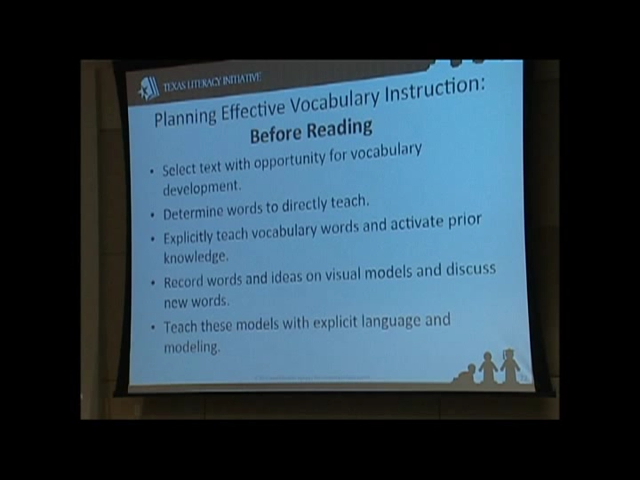 TEXAS LITERACY INITIATIVE
Planning Effective Vocabulary Instruction:
Before Reading
• Select text with opportunity for vocabulary
development.
• Determine words to directly teach.
• Explicitly teach vocabulary words and activate prior
knowledge.
• Record words and ideas on visual models and discuss
new words.
• Teach these models with explicit language and
modeling.